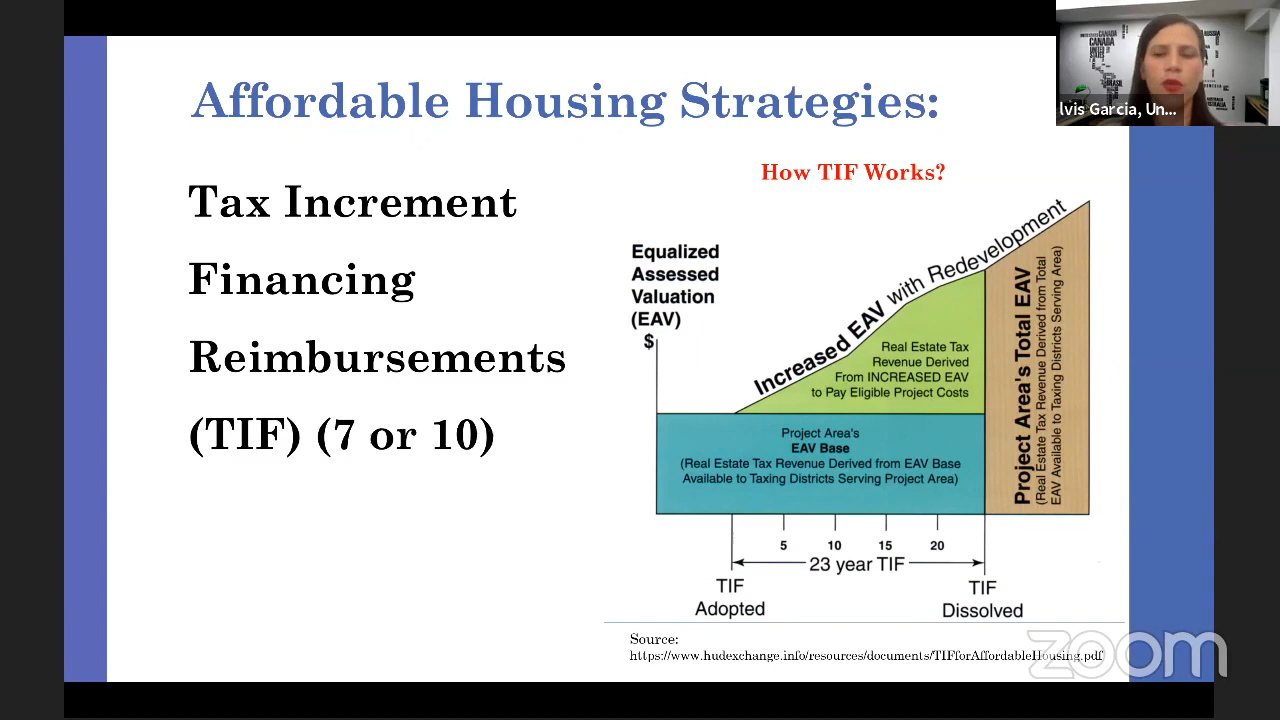 Affordable Housing Strategies:
Tax Increment
Financing
Reimbursements
(TIF) (7 or 10)
How TIF Works?
Equalized
Assessed
Valuation
(EAV)
$
Increased EAV with Redevelopment
Real Estate Tax
Revenue Derived
From INCREASED EAV
to Pay Eligible Project Costs
Project Area's
EAV Base
(Real Estate Tax Revenue Derived from EAV Base
Available to Taxing Districts Serving Project Area)
Project Area's Total EAV
(Real Estate Tax Revenue Derived from Total
EAV Available to Taxing Districts Serving Area)
5 10 15 20
23 year TIF
TIF
Adopted
TIF
Dissolved
Source:
https://www.hudexchange.info/resources/documents/TIFforAffordableHousing.pdf
zoom
CANADA
UNITED
STATES
lvis Garcia, Un...